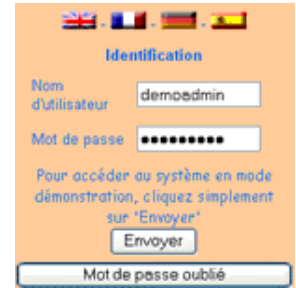 Identification
Nom
d'utilisateur
demoadmin
Mot de passe
Pour accéder au système en mode
démonstration, cliquez simplement
sur "Envoyer"
Envoyer
Mot de passe oublié